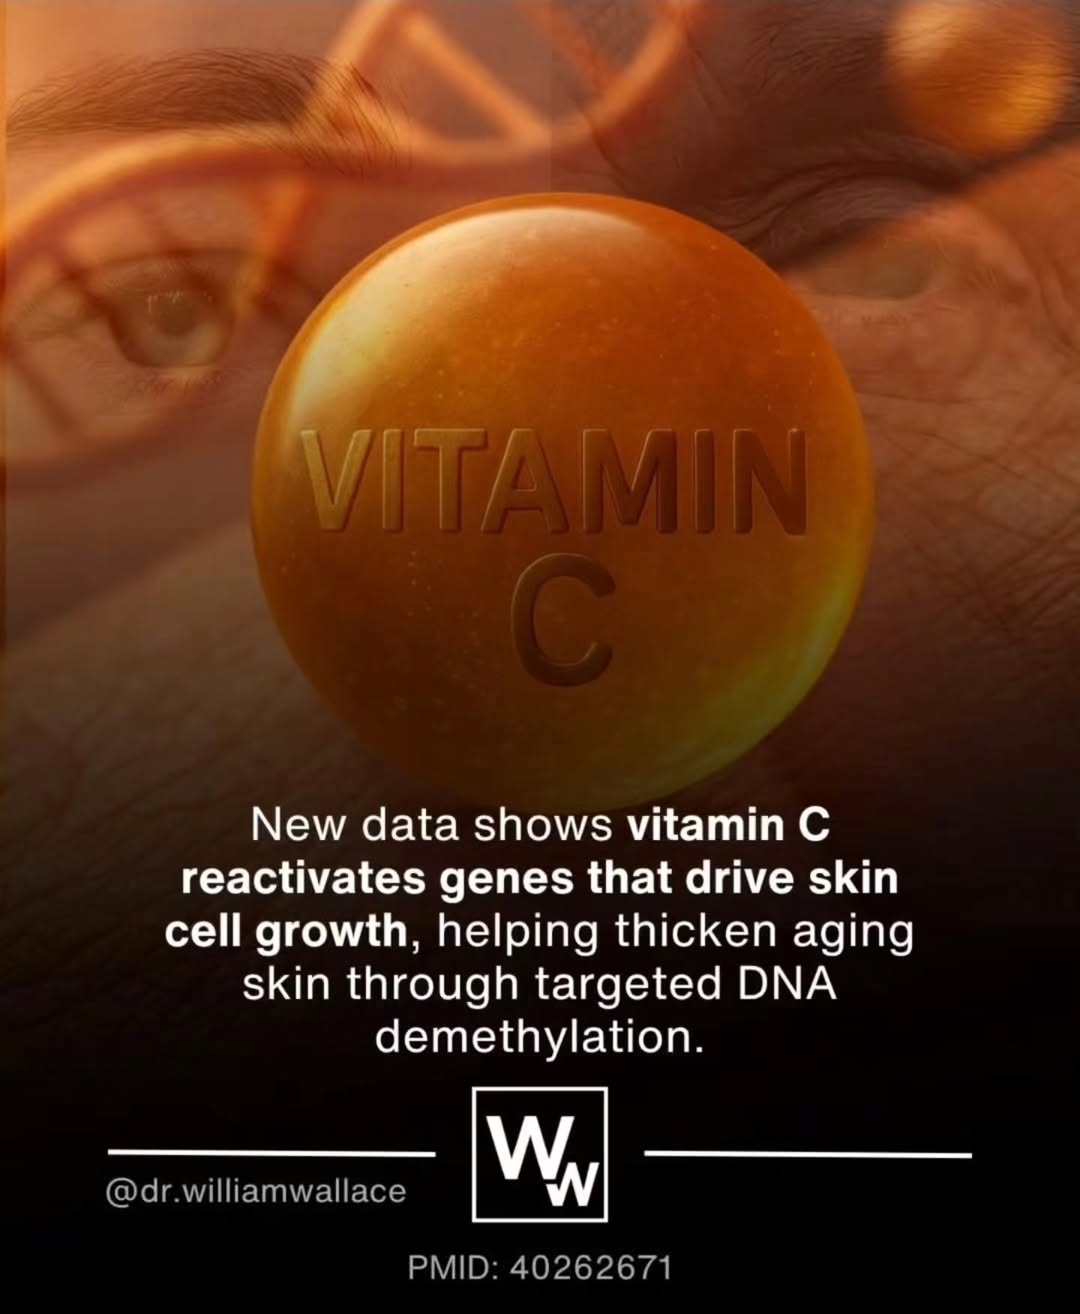 VITAMIN
C
New data shows vitamin C
reactivates genes that drive skin
cell growth, helping thicken aging
skin through targeted DNA
demethylation.
WW
@dr.williamwallace
PMID: 40262671